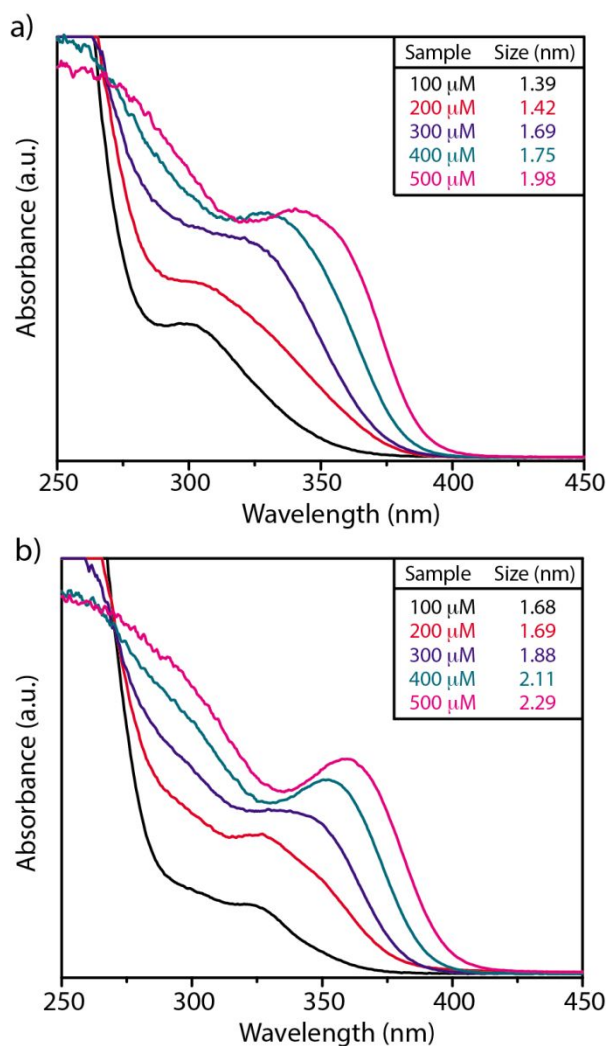 a)
Sample Size (nm)
100 μM 1.39
200 μM 1.42
300 μM 1.69
400 μM 1.75
500 μM 1.98
Absorbance (a.u.)
250 300 350 400 450
Wavelength (nm)
b)
Sample Size (nm)
100 μM 1.68
200 μM 1.69
300 μM 1.88
400 μM 2.11
500 μM 2.29
Absorbance (a.u.)
250 300 350 400 450
Wavelength (nm)